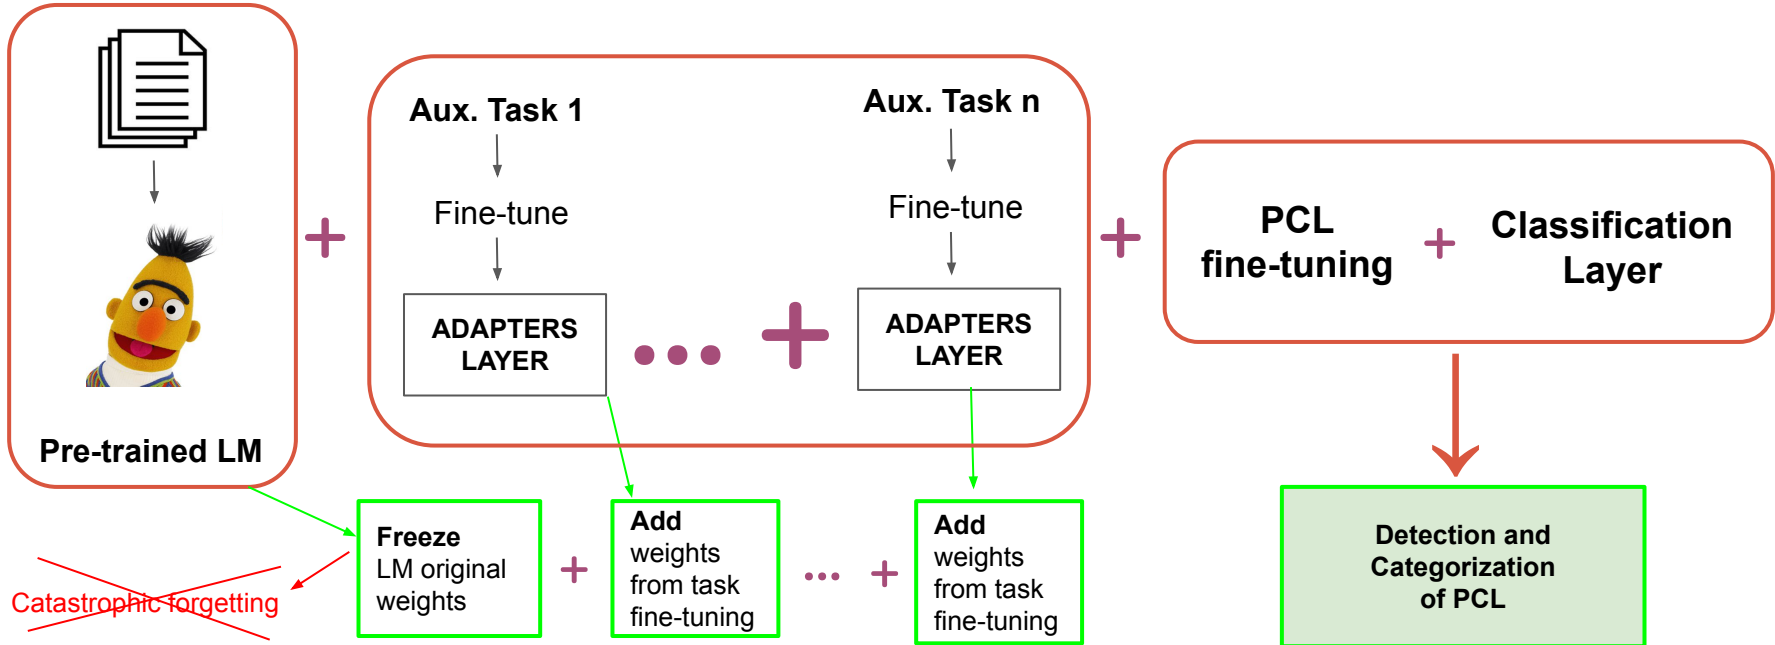 Pre-trained LM
Aux. Task 1
Fine-tune
ADAPTERS
LAYER
Aux. Task n
Fine-tune
ADAPTERS
LAYER
PCL
fine-tuning
Classification
Layer
Catastrophic forgetting
Freeze
LM original
weights
Add
weights
from task
fine-tuning
Add
weights
from task
fine-tuning
Detection and
Categorization
of PCL